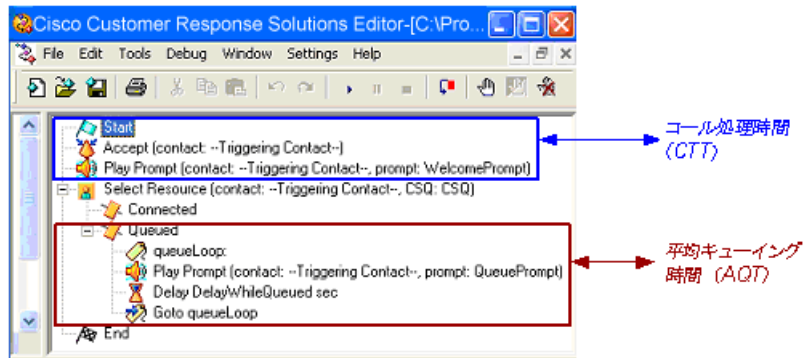 Cisco Customer Response Solutions Editor-[C:\Pro...
File Edit Tools Debug Window Settings Help
Start
Accept (contact: --Triggering Contact--)
Play Prompt (contact: --Triggering Contact--, prompt: WelcomePrompt)
Select Resource (contact: --Triggering Contact--, CSQ: CSQ)
Connected
Queued
queueLoop:
Play Prompt (contact: --Triggering Contact--, prompt: QueuePrompt)
Delay DelayWhileQueued sec
Goto queueLoop
End
コール処理時間
(CTT)
平均キューイング
時間 (AQT)